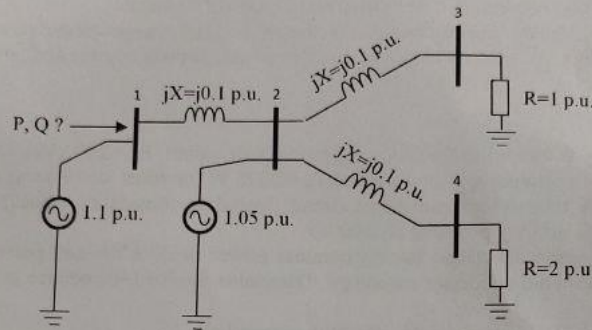 3
jX=j0.1 p.u.
1
jX=j0.1 p.u.
2
R=1 p.u.
P, Q ?
jX=j0.1 p.u.
4
1.1 p.u.
1.05 p.u.
R=2 p.u